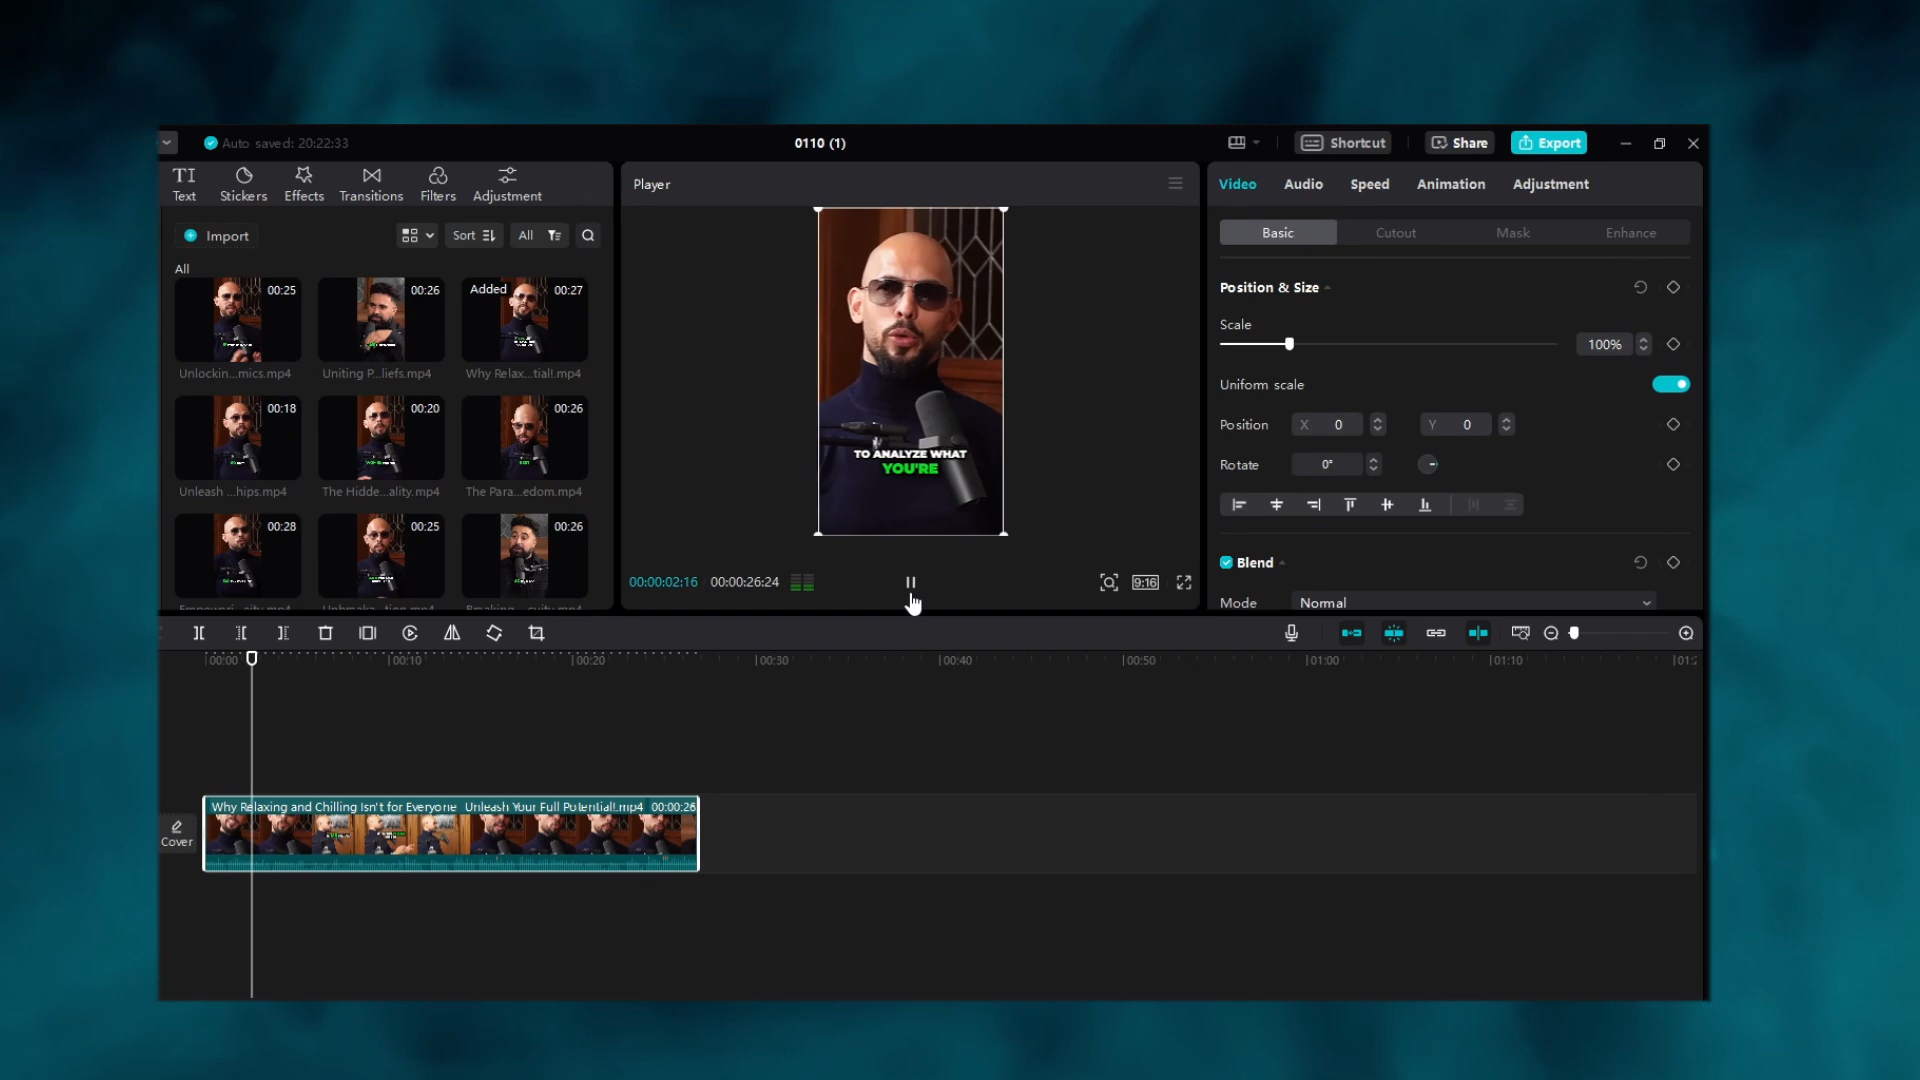 Auto saved: 20:22:33
0110 (1)
Shortcut
Share
Export
Text
Stickers
Effects
Transitions
Filters
Adjustment
Import
Sort
All
All
00:25
00:26
Added
00:27
Unlockin...mics.mp4
Uniting P...liefs.mp4
Why Relax...tial!.mp4
00:18
00:20
00:26
Unleash ...hips.mp4
The Hidde...ality.mp4
The Para...edom.mp4
00:28
00:25
00:26
Player
TO ANALYZE WHAT
YOU'RE
00:00:02:16
00:00:26:24
9:16
Video
Audio
Speed
Animation
Adjustment
Basic
Cutout
Mask
Enhance
Position & Size
Scale
100%
Uniform scale
Position
X 0
Y 0
Rotate
0°
Blend
Mode
Normal
00:00
00:10
00:20
00:30
00:40
00:50
01:00
01:10
Cover
Why Relaxing and Chilling Isn't for Everyone Unleash Your Full Potential!.mp4 00:00:26